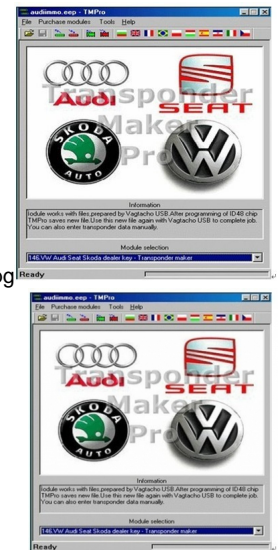 audiimmo.eep - TMPro
File Purchase modules Tools Help
Audi
SEAT
Transponder
Maker
Pro
SKODA
AUTO
Information
lodule works with files,prepared by Vagtacho USB.After programming of ID48 chip
TMPro saves new file.Use this new file again with Vagtacho USB to complete job.
You can also enter transponder data manually.
Module selection
146.VW Audi Seat Skoda dealer key - Transponder maker
og
Ready
audiimmo.eep - TMPro
File Purchase modules Tools Help
Audi
SEAT
Transponder
Maker
Pro
SKODA
AUTO
Information
lodule works with files,prepared by Vagtacho USB.After programming of ID48 chip
TMPro saves new file.Use this new file again with Vagtacho USB to complete job.
You can also enter transponder data manually.
Module selection
146.VW Audi Seat Skoda dealer key - Transponder maker
Ready